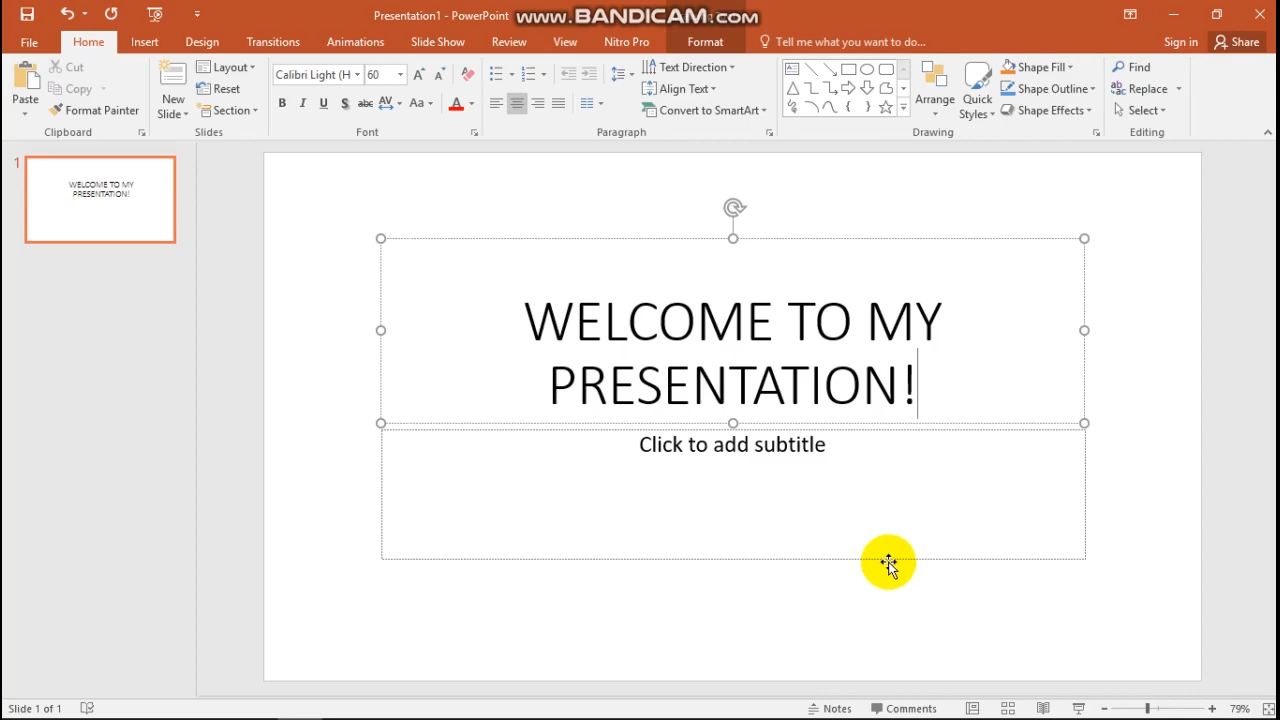 Presentation1 - PowerPoint
www.BANDICAM.com
File Home Insert Design Transitions Animations Slide Show Review View Nitro Pro Format Tell me what you want to do... Sign in Share
Paste
Cut
Copy
Format Painter
Clipboard
New
Slide
Layout
Reset
Section
Slides
Calibri Light (H 60
B I U S abc AV Aa A
Font
Text Direction
Align Text
Convert to SmartArt
Paragraph
Arrange
Quick
Styles
Shape Fill
Shape Outline
Shape Effects
Drawing
Find
Replace
Select
Editing
1
WELCOME TO MY
PRESENTATION!
WELCOME TO MY
PRESENTATION!
Click to add subtitle
Slide 1 of 1
Notes Comments 79%